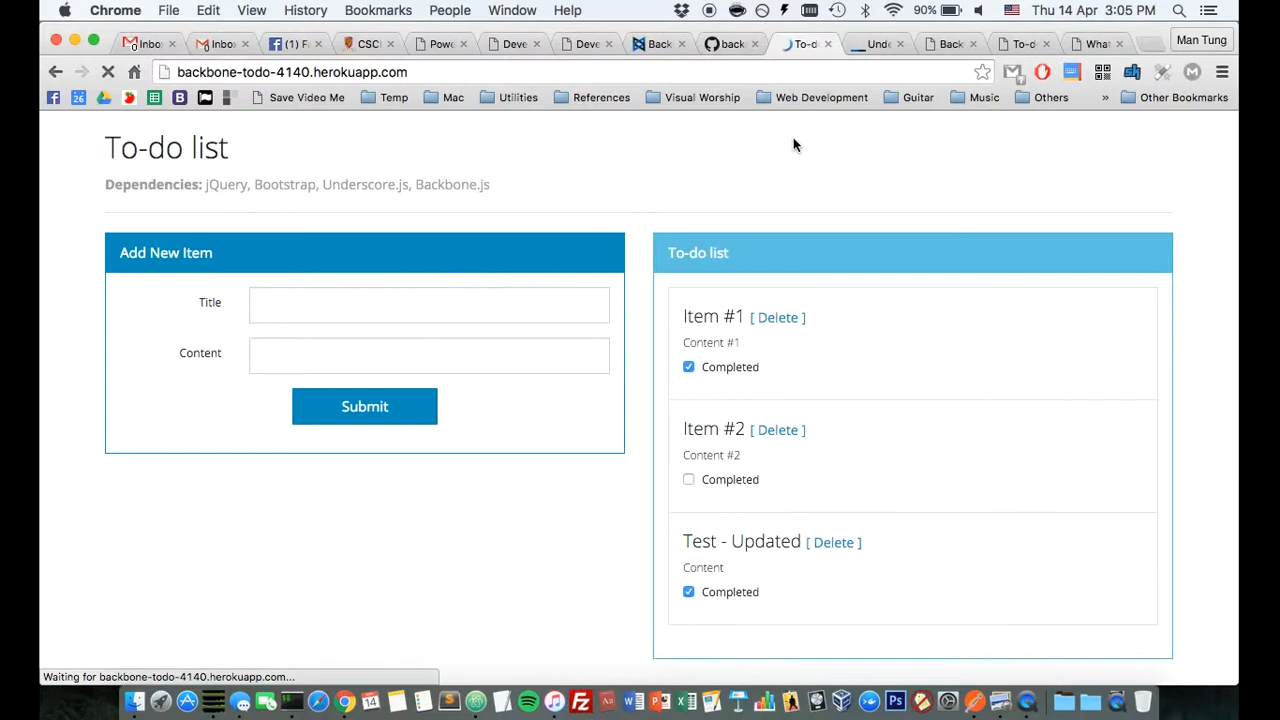 Chrome File Edit View History Bookmarks People Window Help 90% Thu 14 Apr 3:05 PM
Inbo Inbo (1) F CSC Powe Deve Deve Back back To-d Unde Back To-d What Man Tung
backbone-todo-4140.herokuapp.com
26 Save Video Me Temp Mac Utilities References Visual Worship Web Development Guitar Music Others » Other Bookmarks
To-do list
Dependencies: jQuery, Bootstrap, Underscore.js, Backbone.js
Add New Item
Title
Content
Submit
To-do list
Item #1 [ Delete ]
Content #1
Completed
Item #2 [ Delete ]
Content #2
Completed
Test - Updated [ Delete ]
Content
Completed
Waiting for backbone-todo-4140.herokuapp.com...